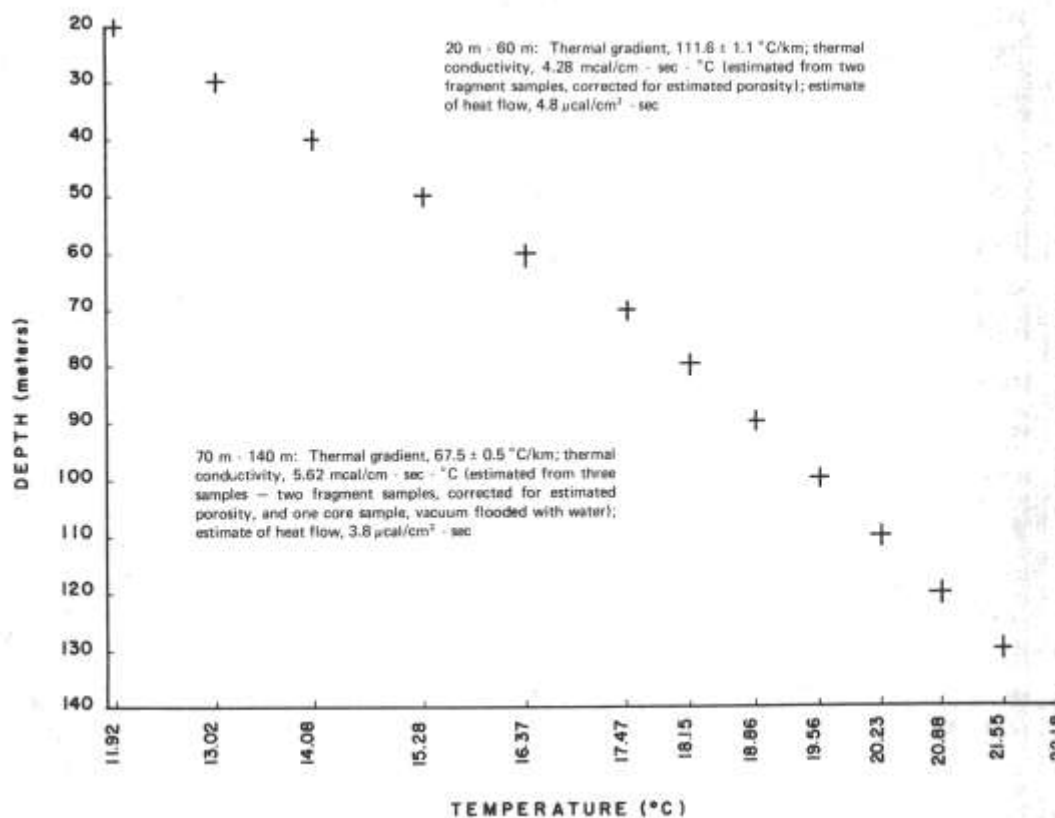 20
30
40
50
60
70
80
90
100
110
120
130
140
DEPTH (meters)
20 m - 60 m: Thermal gradient, 111.6 ± 1.1 °C/km; thermal
conductivity, 4.28 mcal/cm · sec · °C (estimated from two
fragment samples, corrected for estimated porosity); estimate
of heat flow, 4.8 μcal/cm² · sec
70 m - 140 m: Thermal gradient, 67.5 ± 0.5 °C/km; thermal
conductivity, 5.62 mcal/cm · sec · °C (estimated from three
samples — two fragment samples, corrected for estimated
porosity, and one core sample, vacuum flooded with water);
estimate of heat flow, 3.8 μcal/cm² · sec
11.92
13.02
14.08
15.28
16.37
17.47
18.15
18.86
19.56
20.23
20.88
21.55
TEMPERATURE (°C)